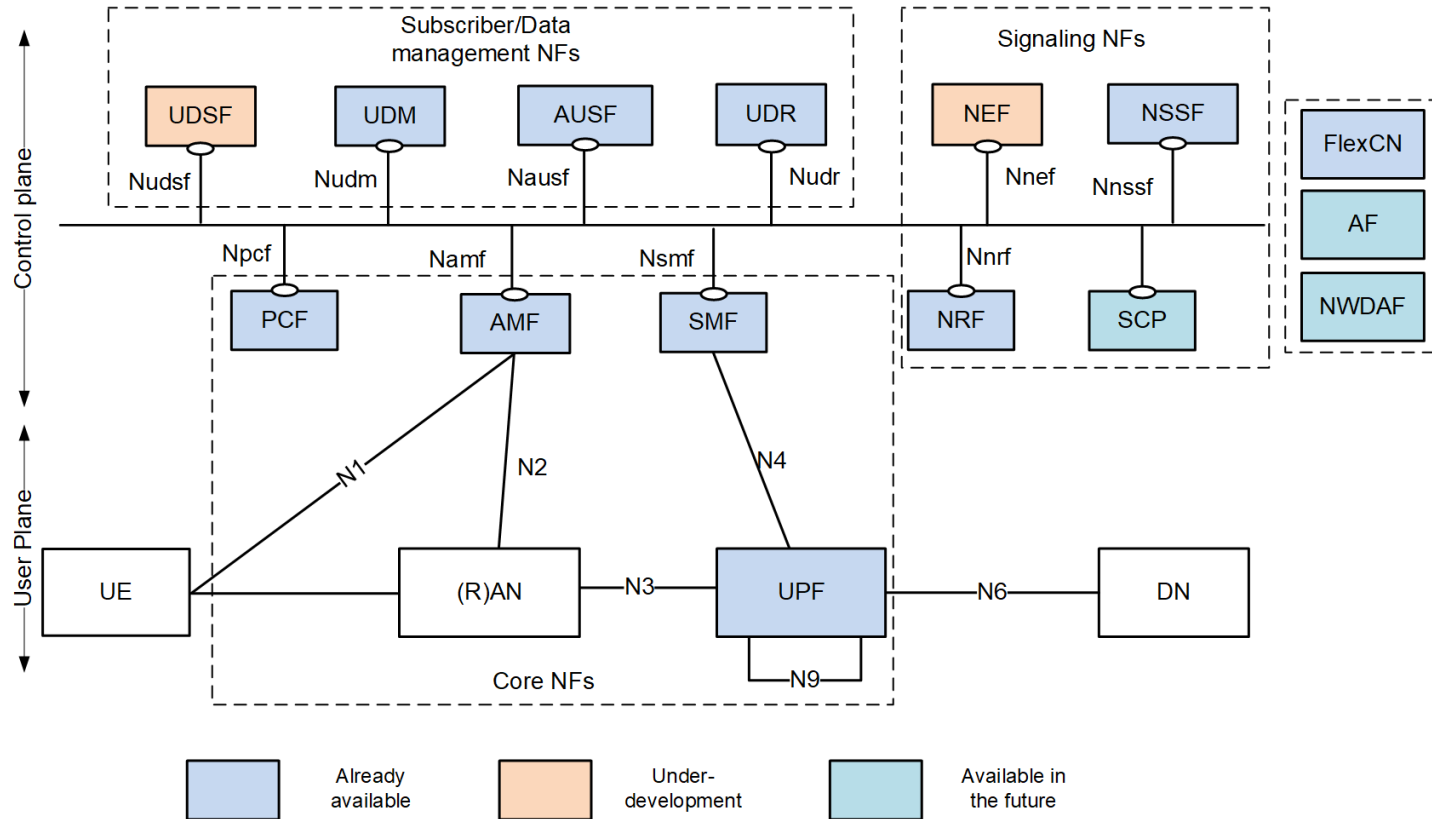 Subscriber/Data
management NFs
Signaling NFs
UDSF
UDM
AUSF
UDR
NEF
NSSF
FlexCN
AF
NWDAF
Nudsf
Nudm
Nausf
Nudr
Nnef
Nnssf
Control plane
Npcf
Namf
Nsmf
Nnrf
PCF
AMF
SMF
NRF
SCP
N1
N2
N4
User Plane
UE
(R)AN
N3
UPF
N6
DN
N9
Core NFs
Already
available
Under-
development
Available in
the future